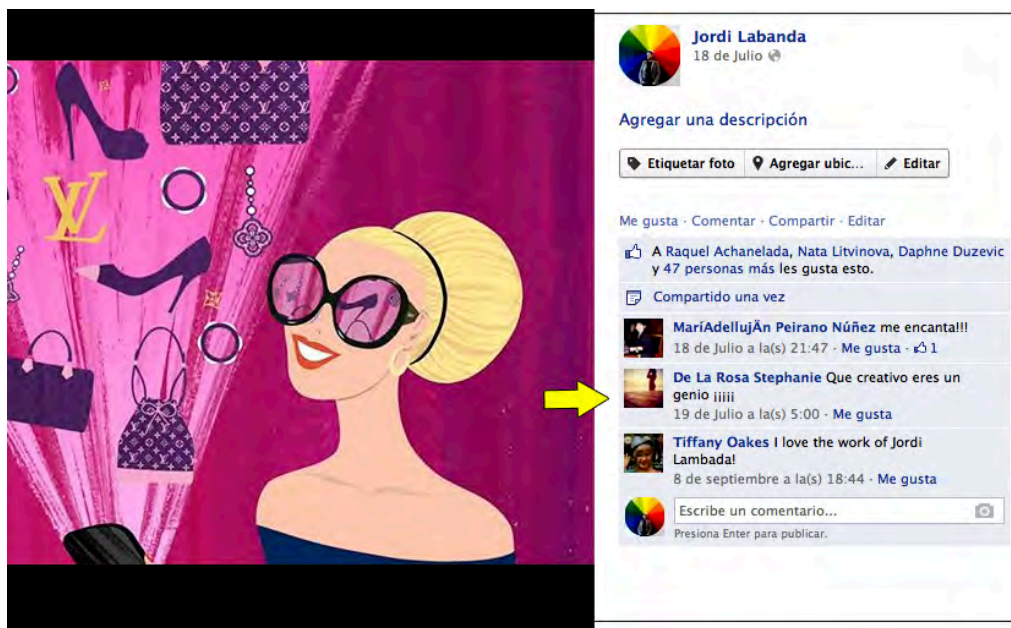 LV
Jordi Labanda
18 de Julio
Agregar una descripción
Etiquetar foto
Agregar ubic...
Editar
Me gusta · Comentar · Compartir · Editar
A Raquel Achanelada, Nata Litvinova, Daphne Duzevic
y 47 personas más les gusta esto.
Compartido una vez
MaríAdellujÄn Peirano Núñez me encanta!!!
18 de Julio a la(s) 21:47 · Me gusta · 1
De La Rosa Stephanie Que creativo eres un
genio ¡¡¡¡¡
19 de Julio a la(s) 5:00 · Me gusta
Tiffany Oakes I love the work of Jordi
Lambada!
8 de septiembre a la(s) 18:44 · Me gusta
Escribe un comentario...
Presiona Enter para publicar.